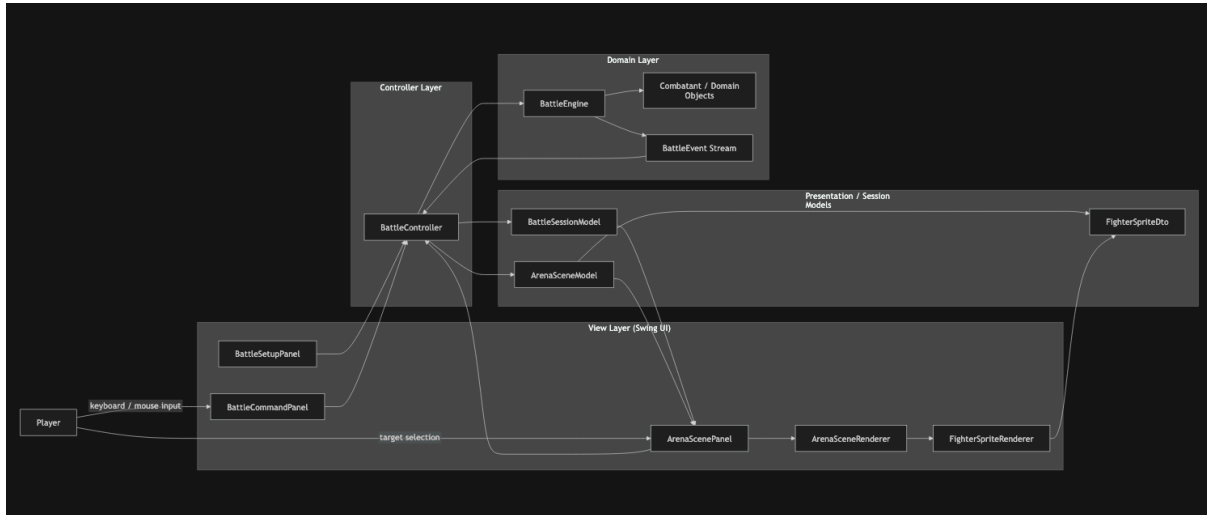 Domain Layer
Controller Layer
BattleEngine
Combatant / Domain
Objects
BattleEvent Stream
Presentation / Session
Models
BattleController
BattleSessionModel
FighterSpriteDto
ArenaSceneModel
View Layer (Swing UI)
BattleSetupPanel
keyboard / mouse input
BattleCommandPanel
Player
target selection
ArenaScenePanel
ArenaSceneRenderer
FighterSpriteRenderer